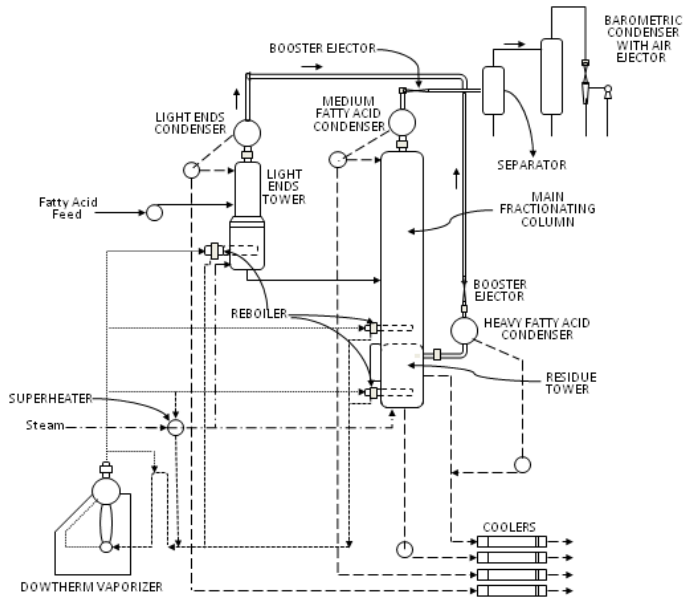 BAROMETRIC
CONDENSER
WITH AIR
EJECTOR
BOOSTER EJECTOR
MEDIUM
FATTY ACID
CONDENSER
LIGHT ENDS
CONDENSER
SEPARATOR
LIGHT
ENDS
TOWER
Fatty Acid
Feed
MAIN
FRACTIONATING
COLUMN
BOOSTER
EJECTOR
REBOILER
HEAVY FATTY ACID
CONDENSER
RESIDUE
TOWER
SUPERHEATER
Steam
COOLERS
DOWTHERM VAPORIZER